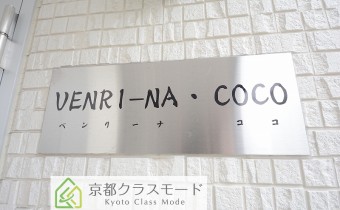 VENRI-NA・COCO
ベンリーナ ココ
京都クラスモード
Kyoto Class Mode